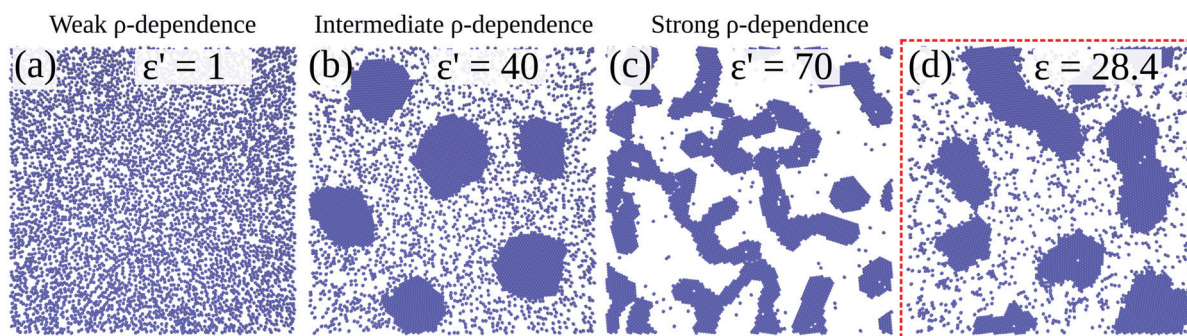 Weak ρ-dependence
Intermediate ρ-dependence
Strong ρ-dependence
(a) ε' = 1
(b) ε' = 40
(c) ε' = 70
(d) ε = 28.4